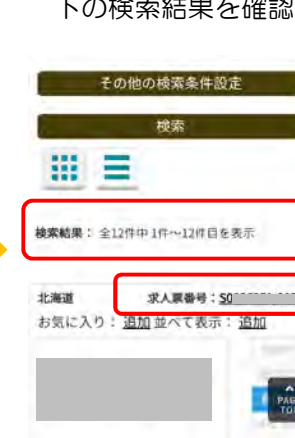 下の検索結果を確認
その他の検索条件設定
検索
検索結果： 全12件中 1件～12件目を表示
北海道 求人票番号：S0
お気に入り： 追加 並べて表示： 追加
PAGE
TOP